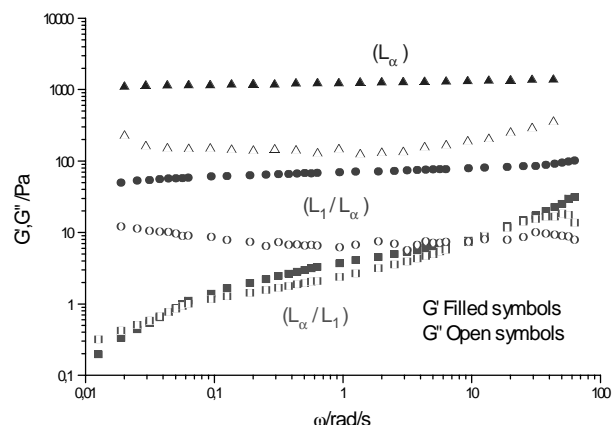 10000
(Lα)
1000
100
G',G''/Pa
(L1/Lα)
10
1
(Lα/L1)
G' Filled symbols
G'' Open symbols
0,1
0,01
0,1
1
10
100
ω/rad/s